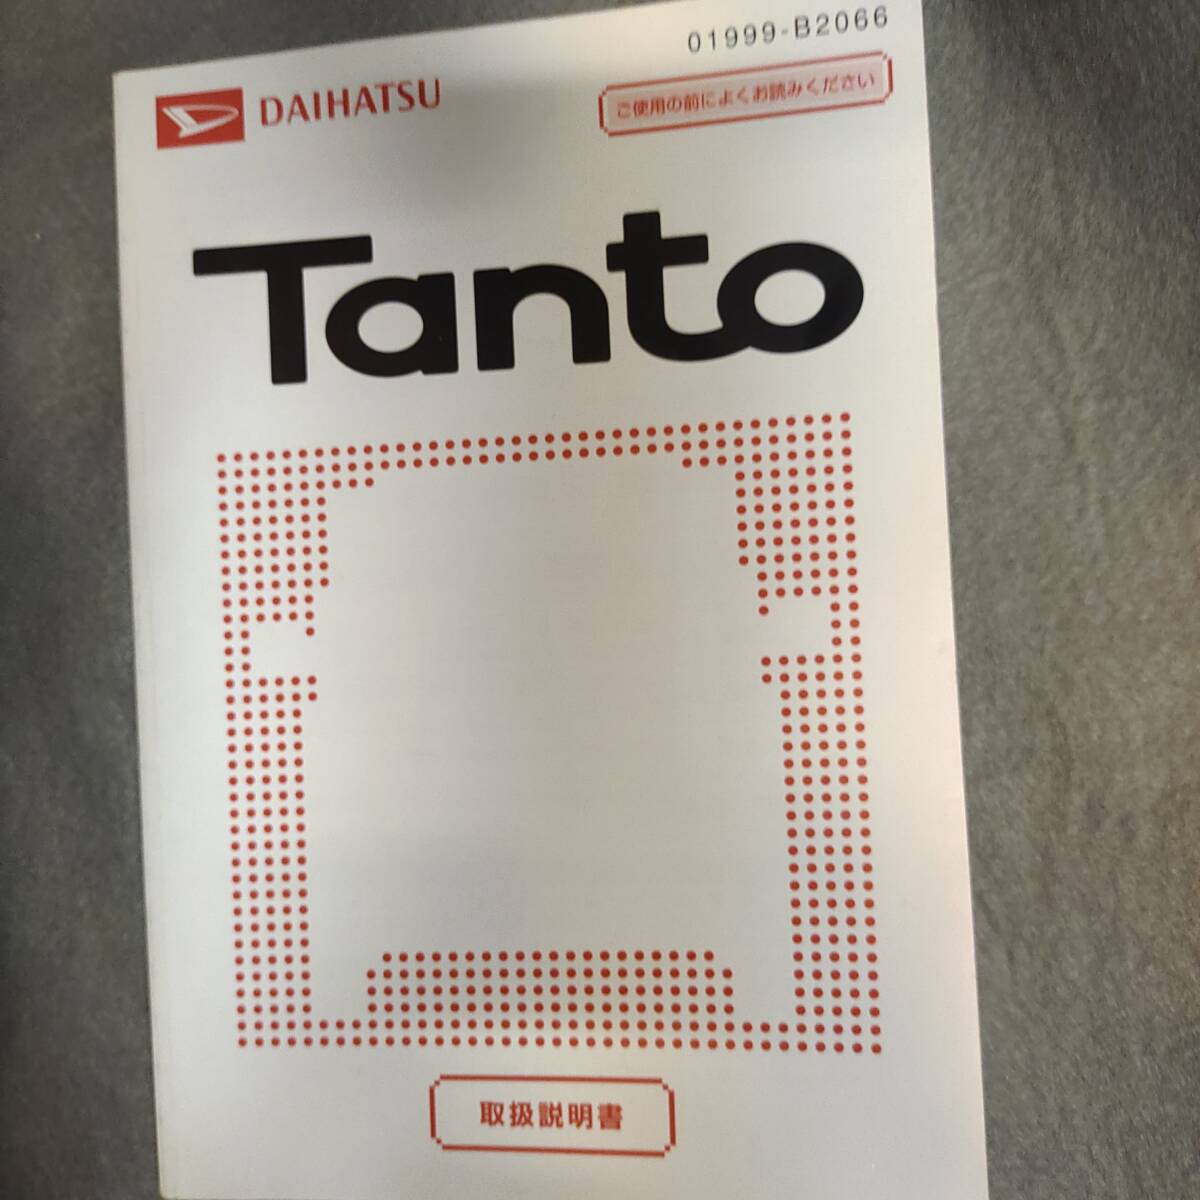 01999-B2066
DAIHATSU
ご使用の前によくお読みください
Tanto
取扱説明書